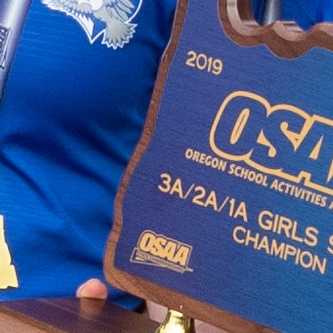 2019
OSAA
OREGON SCHOOL ACTIVITIES A
3A/2A/1A GIRLS S
CHAMPION
OSAA